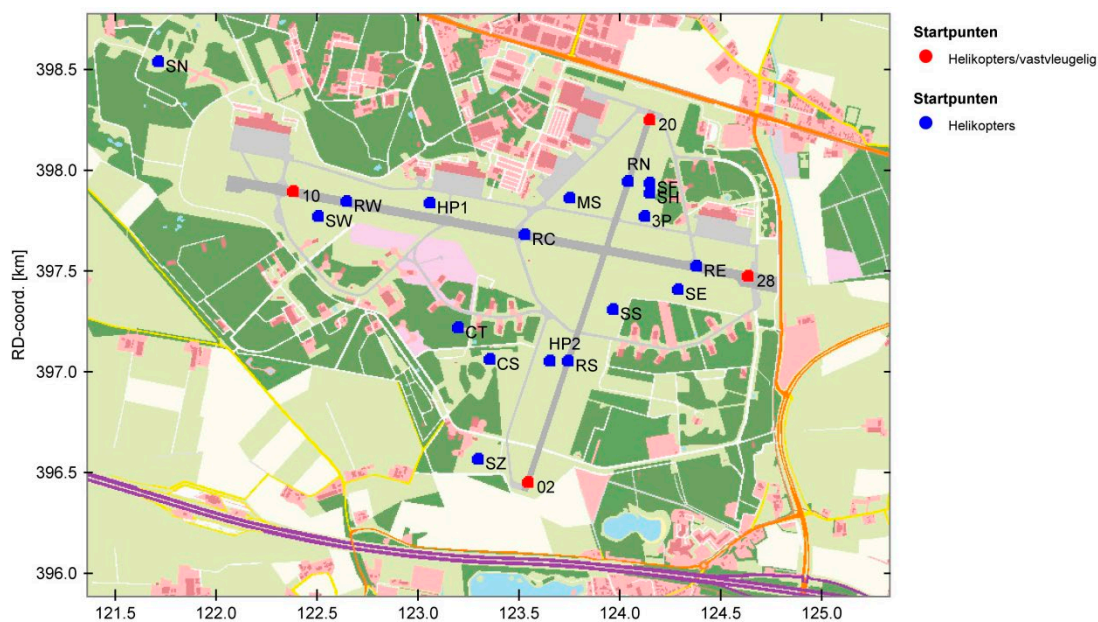 Startpunten
Helikopters/vastvleugelig
Startpunten
Helikopters
RD-coord. [km]
398.5
398.0
397.5
397.0
396.5
396.0
SN
20
RN
SF
SH
10
RW
HP1
MS
SW
3P
RC
RE
28
SE
SS
CT
HP2
CS
RS
SZ
02
121.5
122.0
122.5
123.0
123.5
124.0
124.5
125.0